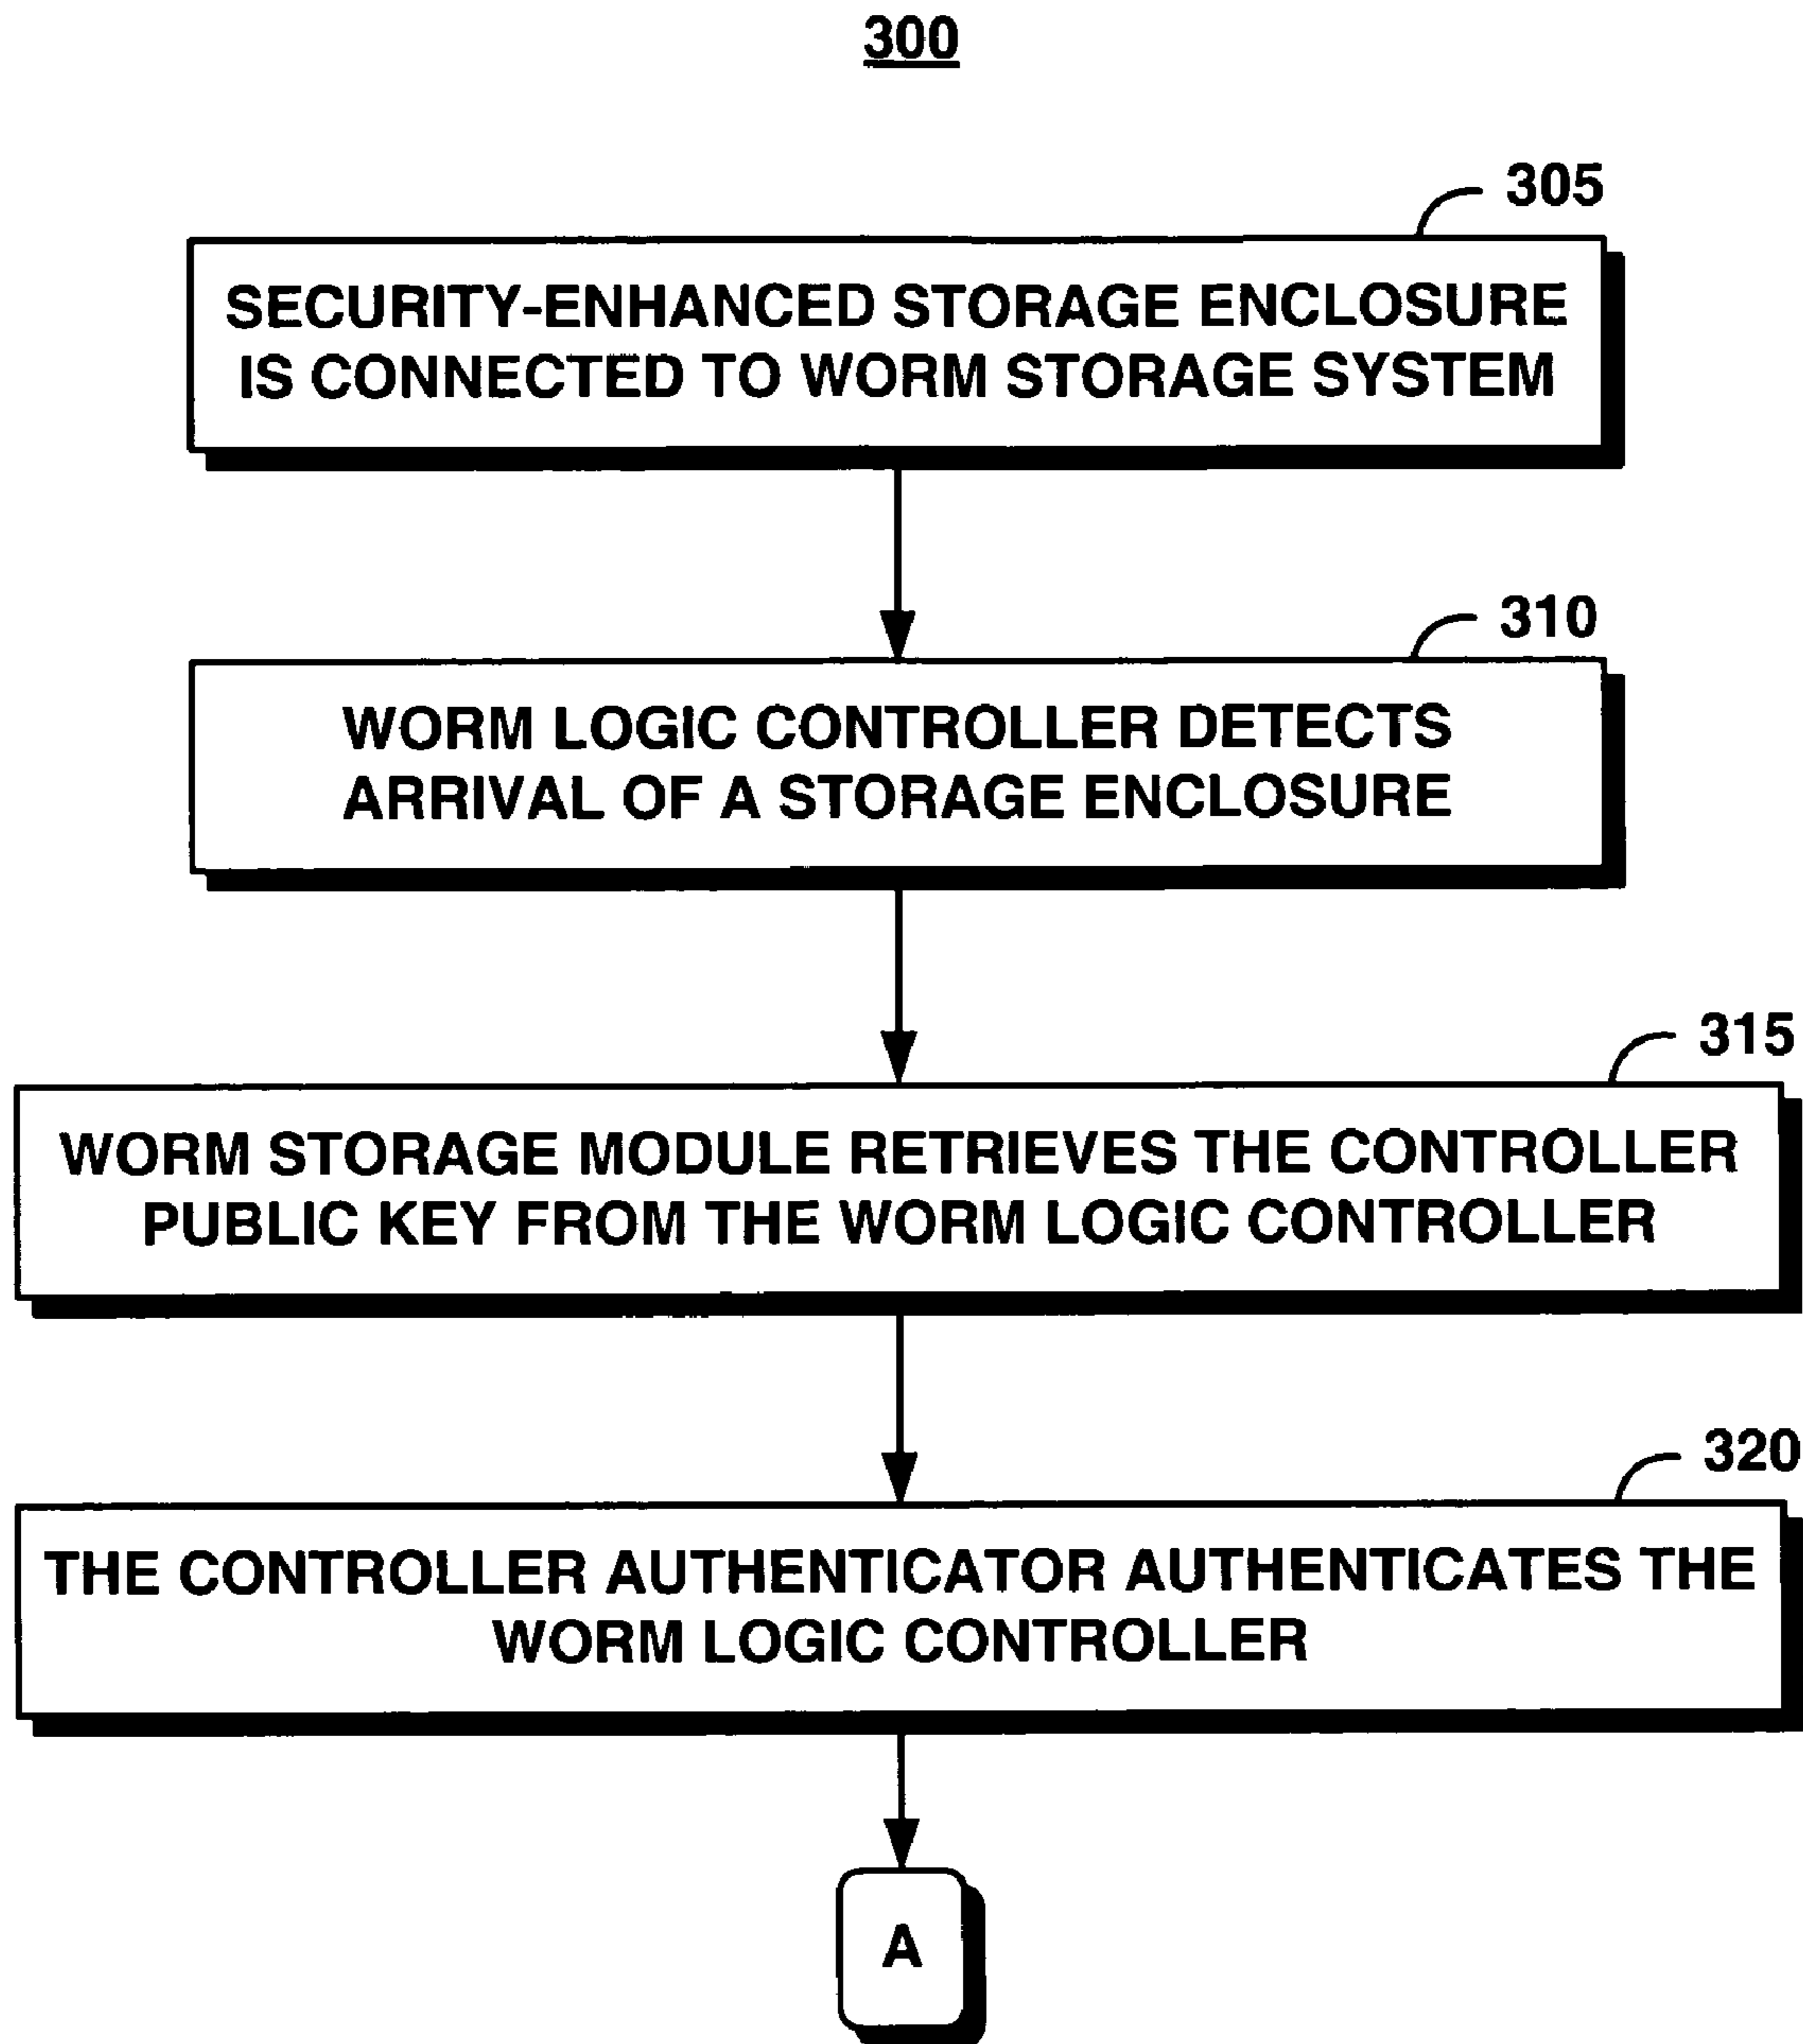 300
305
SECURITY-ENHANCED STORAGE ENCLOSURE
IS CONNECTED TO WORM STORAGE SYSTEM
310
WORM LOGIC CONTROLLER DETECTS
ARRIVAL OF A STORAGE ENCLOSURE
315
WORM STORAGE MODULE RETRIEVES THE CONTROLLER
PUBLIC KEY FROM THE WORM LOGIC CONTROLLER
320
THE CONTROLLER AUTHENTICATOR AUTHENTICATES THE
WORM LOGIC CONTROLLER
A